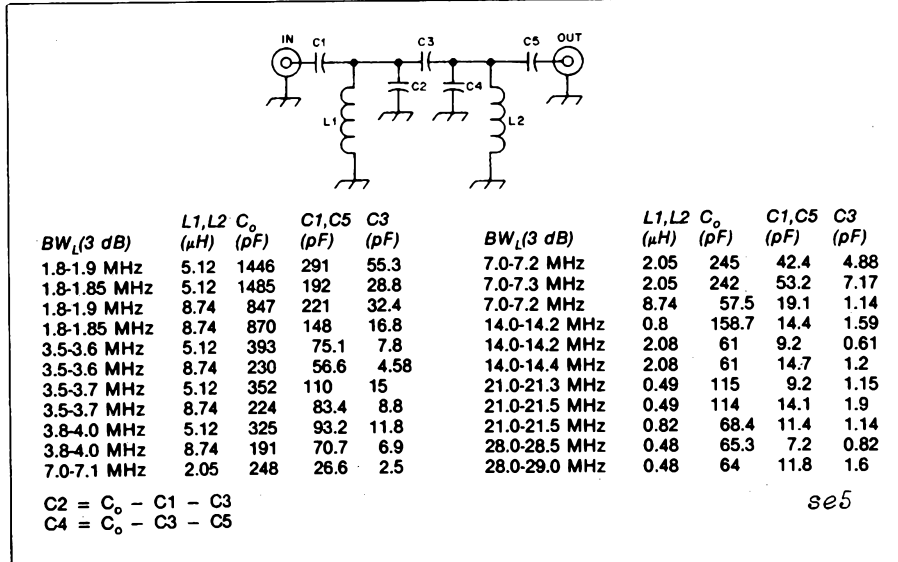 IN C1 C3 C5 OUT
C2 C4
L1 L2
L1,L2 Co C1,C5 C3
BWL(3 dB) (µH) (pF) (pF) (pF)
1.8-1.9 MHz 5.12 1446 291 55.3
1.8-1.85 MHz 5.12 1485 192 28.8
1.8-1.9 MHz 8.74 847 221 32.4
1.8-1.85 MHz 8.74 870 148 16.8
3.5-3.6 MHz 5.12 393 75.1 7.8
3.5-3.6 MHz 8.74 230 56.6 4.58
3.5-3.7 MHz 5.12 352 110 15
3.5-3.7 MHz 8.74 224 83.4 8.8
3.8-4.0 MHz 5.12 325 93.2 11.8
3.8-4.0 MHz 8.74 191 70.7 6.9
7.0-7.1 MHz 2.05 248 26.6 2.5
L1,L2 Co C1,C5 C3
BWL(3 dB) (µH) (pF) (pF) (pF)
7.0-7.2 MHz 2.05 245 42.4 4.88
7.0-7.3 MHz 2.05 242 53.2 7.17
7.0-7.2 MHz 8.74 57.5 19.1 1.14
14.0-14.2 MHz 0.8 158.7 14.4 1.59
14.0-14.2 MHz 2.08 61 9.2 0.61
14.0-14.4 MHz 2.08 61 14.7 1.2
21.0-21.3 MHz 0.49 115 9.2 1.15
21.0-21.5 MHz 0.49 114 14.1 1.9
21.0-21.5 MHz 0.82 68.4 11.4 1.14
28.0-28.5 MHz 0.48 65.3 7.2 0.82
28.0-29.0 MHz 0.48 64 11.8 1.6
C2 = Co − C1 − C3
C4 = Co − C3 − C5
se5